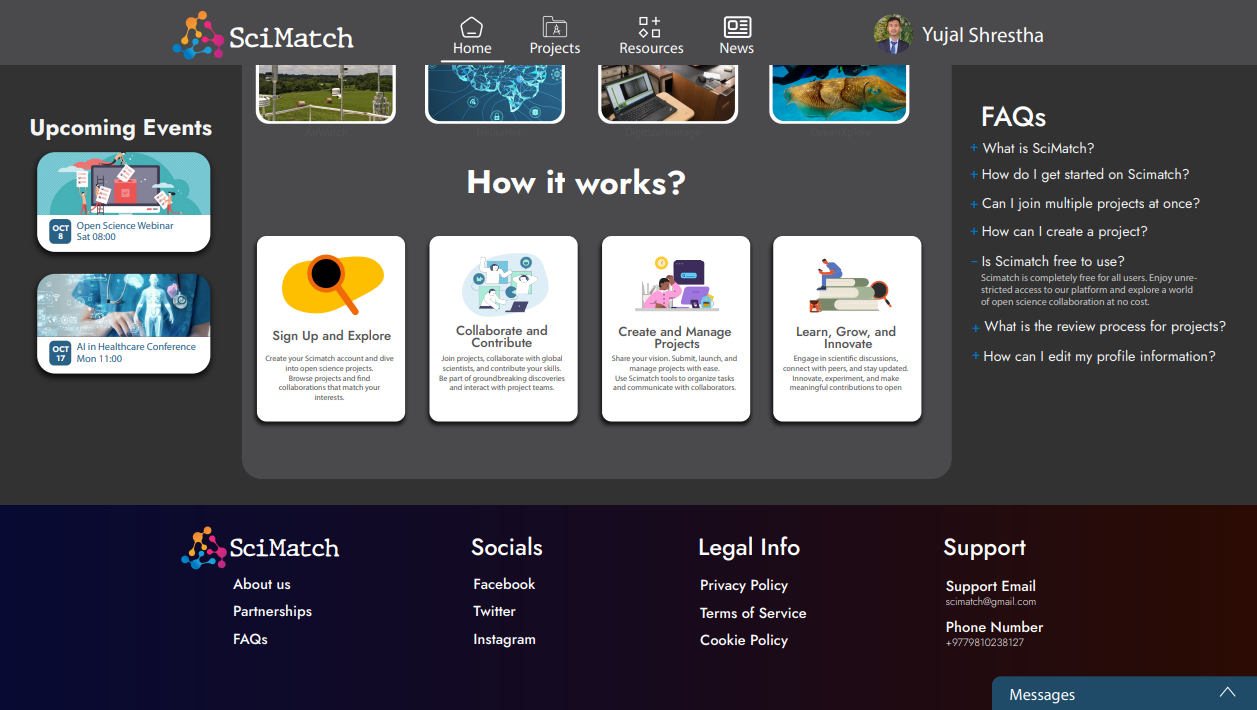 SciMatch
Home
Projects
Resources
News
Yujal Shrestha
Upcoming Events
OCT
8
Open Science Webinar
Sat 08:00
OCT
17
AI in Healthcare Conference
Mon 11:00
How it works?
Sign Up and Explore
Create your Scimatch account and dive
into open science projects.
Browse projects and find
collaborations that match your
interests.
Collaborate and
Contribute
Join projects, collaborate with global
scientists, and contribute your skills.
Be part of groundbreaking discoveries
and interact with project teams.
Create and Manage
Projects
Share your vision. Submit, launch, and
manage projects with ease.
Use Scimatch tools to organize tasks
and communicate with collaborators.
Learn, Grow, and
Innovate
Engage in scientific discussions,
connect with peers, and stay updated.
Innovate, experiment, and make
meaningful contributions to open
FAQs
+ What is SciMatch?
+ How do I get started on Scimatch?
+ Can I join multiple projects at once?
+ How can I create a project?
− Is Scimatch free to use?
Scimatch is completely free for all users. Enjoy unre-
stricted access to our platform and explore a world
of open science collaboration at no cost.
+ What is the review process for projects?
+ How can I edit my profile information?
SciMatch
About us
Partnerships
FAQs
Socials
Facebook
Twitter
Instagram
Legal Info
Privacy Policy
Terms of Service
Cookie Policy
Support
Support Email
scimatch@gmail.com
Phone Number
+9779810238127
Messages